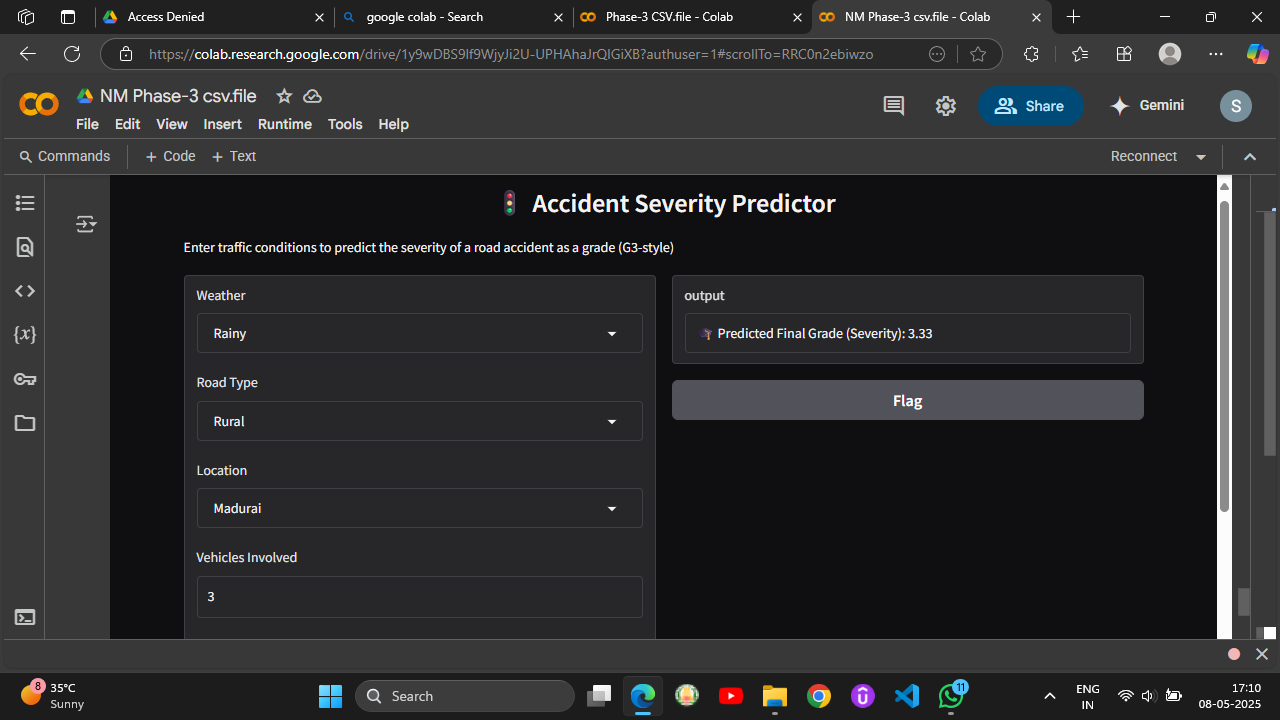 Access Denied
google colab - Search
Phase-3 CSV.file - Colab
NM Phase-3 csv.file - Colab
https://colab.research.google.com/drive/1y9wDBS9lf9WjyJi2U-UPHAhaJrQIGiXB?authuser=1#scrollTo=RRC0n2ebiwzo
NM Phase-3 csv.file
File Edit View Insert Runtime Tools Help
Share
Gemini
S
Commands
+ Code + Text
Reconnect
🚦 Accident Severity Predictor
Enter traffic conditions to predict the severity of a road accident as a grade (G3-style)
Weather
Rainy
Road Type
Rural
Location
Madurai
Vehicles Involved
3
output
Predicted Final Grade (Severity): 3.33
Flag
8
35°C
Sunny
Search
11
ENG
IN
17:10
08-05-2025